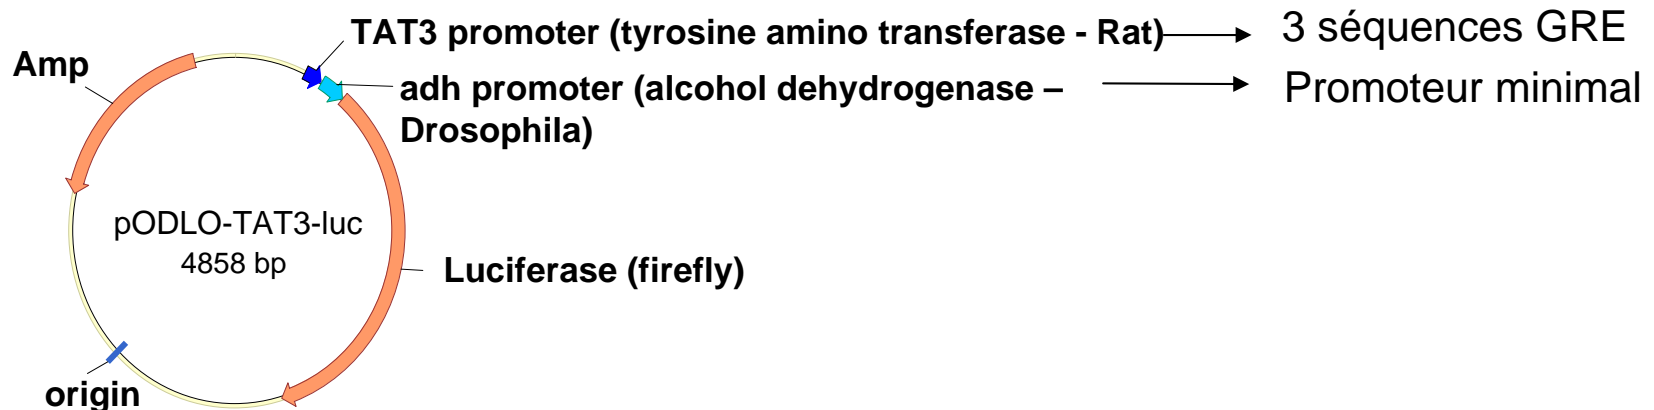 TAT3 promoter (tyrosine amino transferase - Rat)
3 séquences GRE
Amp
adh promoter (alcohol dehydrogenase –
Drosophila)
Promoteur minimal
pODLO-TAT3-luc
4858 bp
Luciferase (firefly)
origin